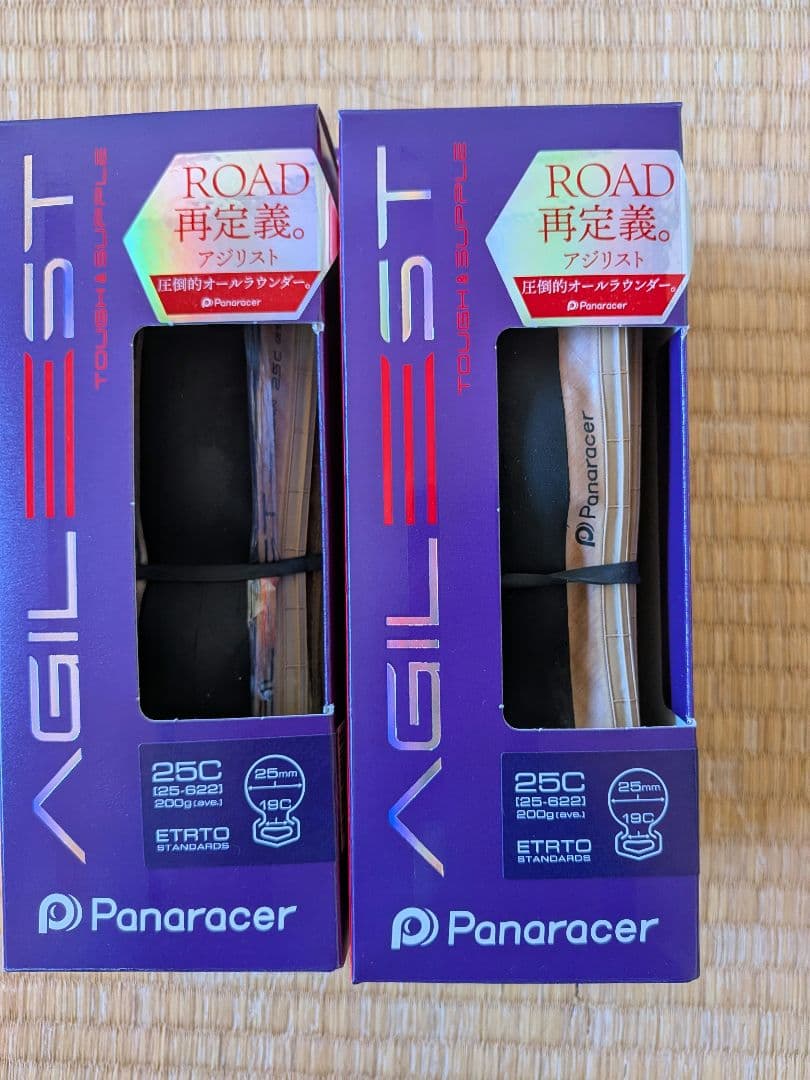 AGILEST
TOUGH & SUPPLE
ROAD
再定義。
アジリスト
圧倒的オールラウンダー。
Panaracer
25C
25C
[25-622]
200g(ave.)
ETRTO
STANDARDS
25mm
19C
Panaracer
AGILEST
TOUGH & SUPPLE
ROAD
再定義。
アジリスト
圧倒的オールラウンダー。
Panaracer
Panaracer
25C
[25-622]
200g(ave.)
ETRTO
STANDARDS
25mm
19C
Panaracer